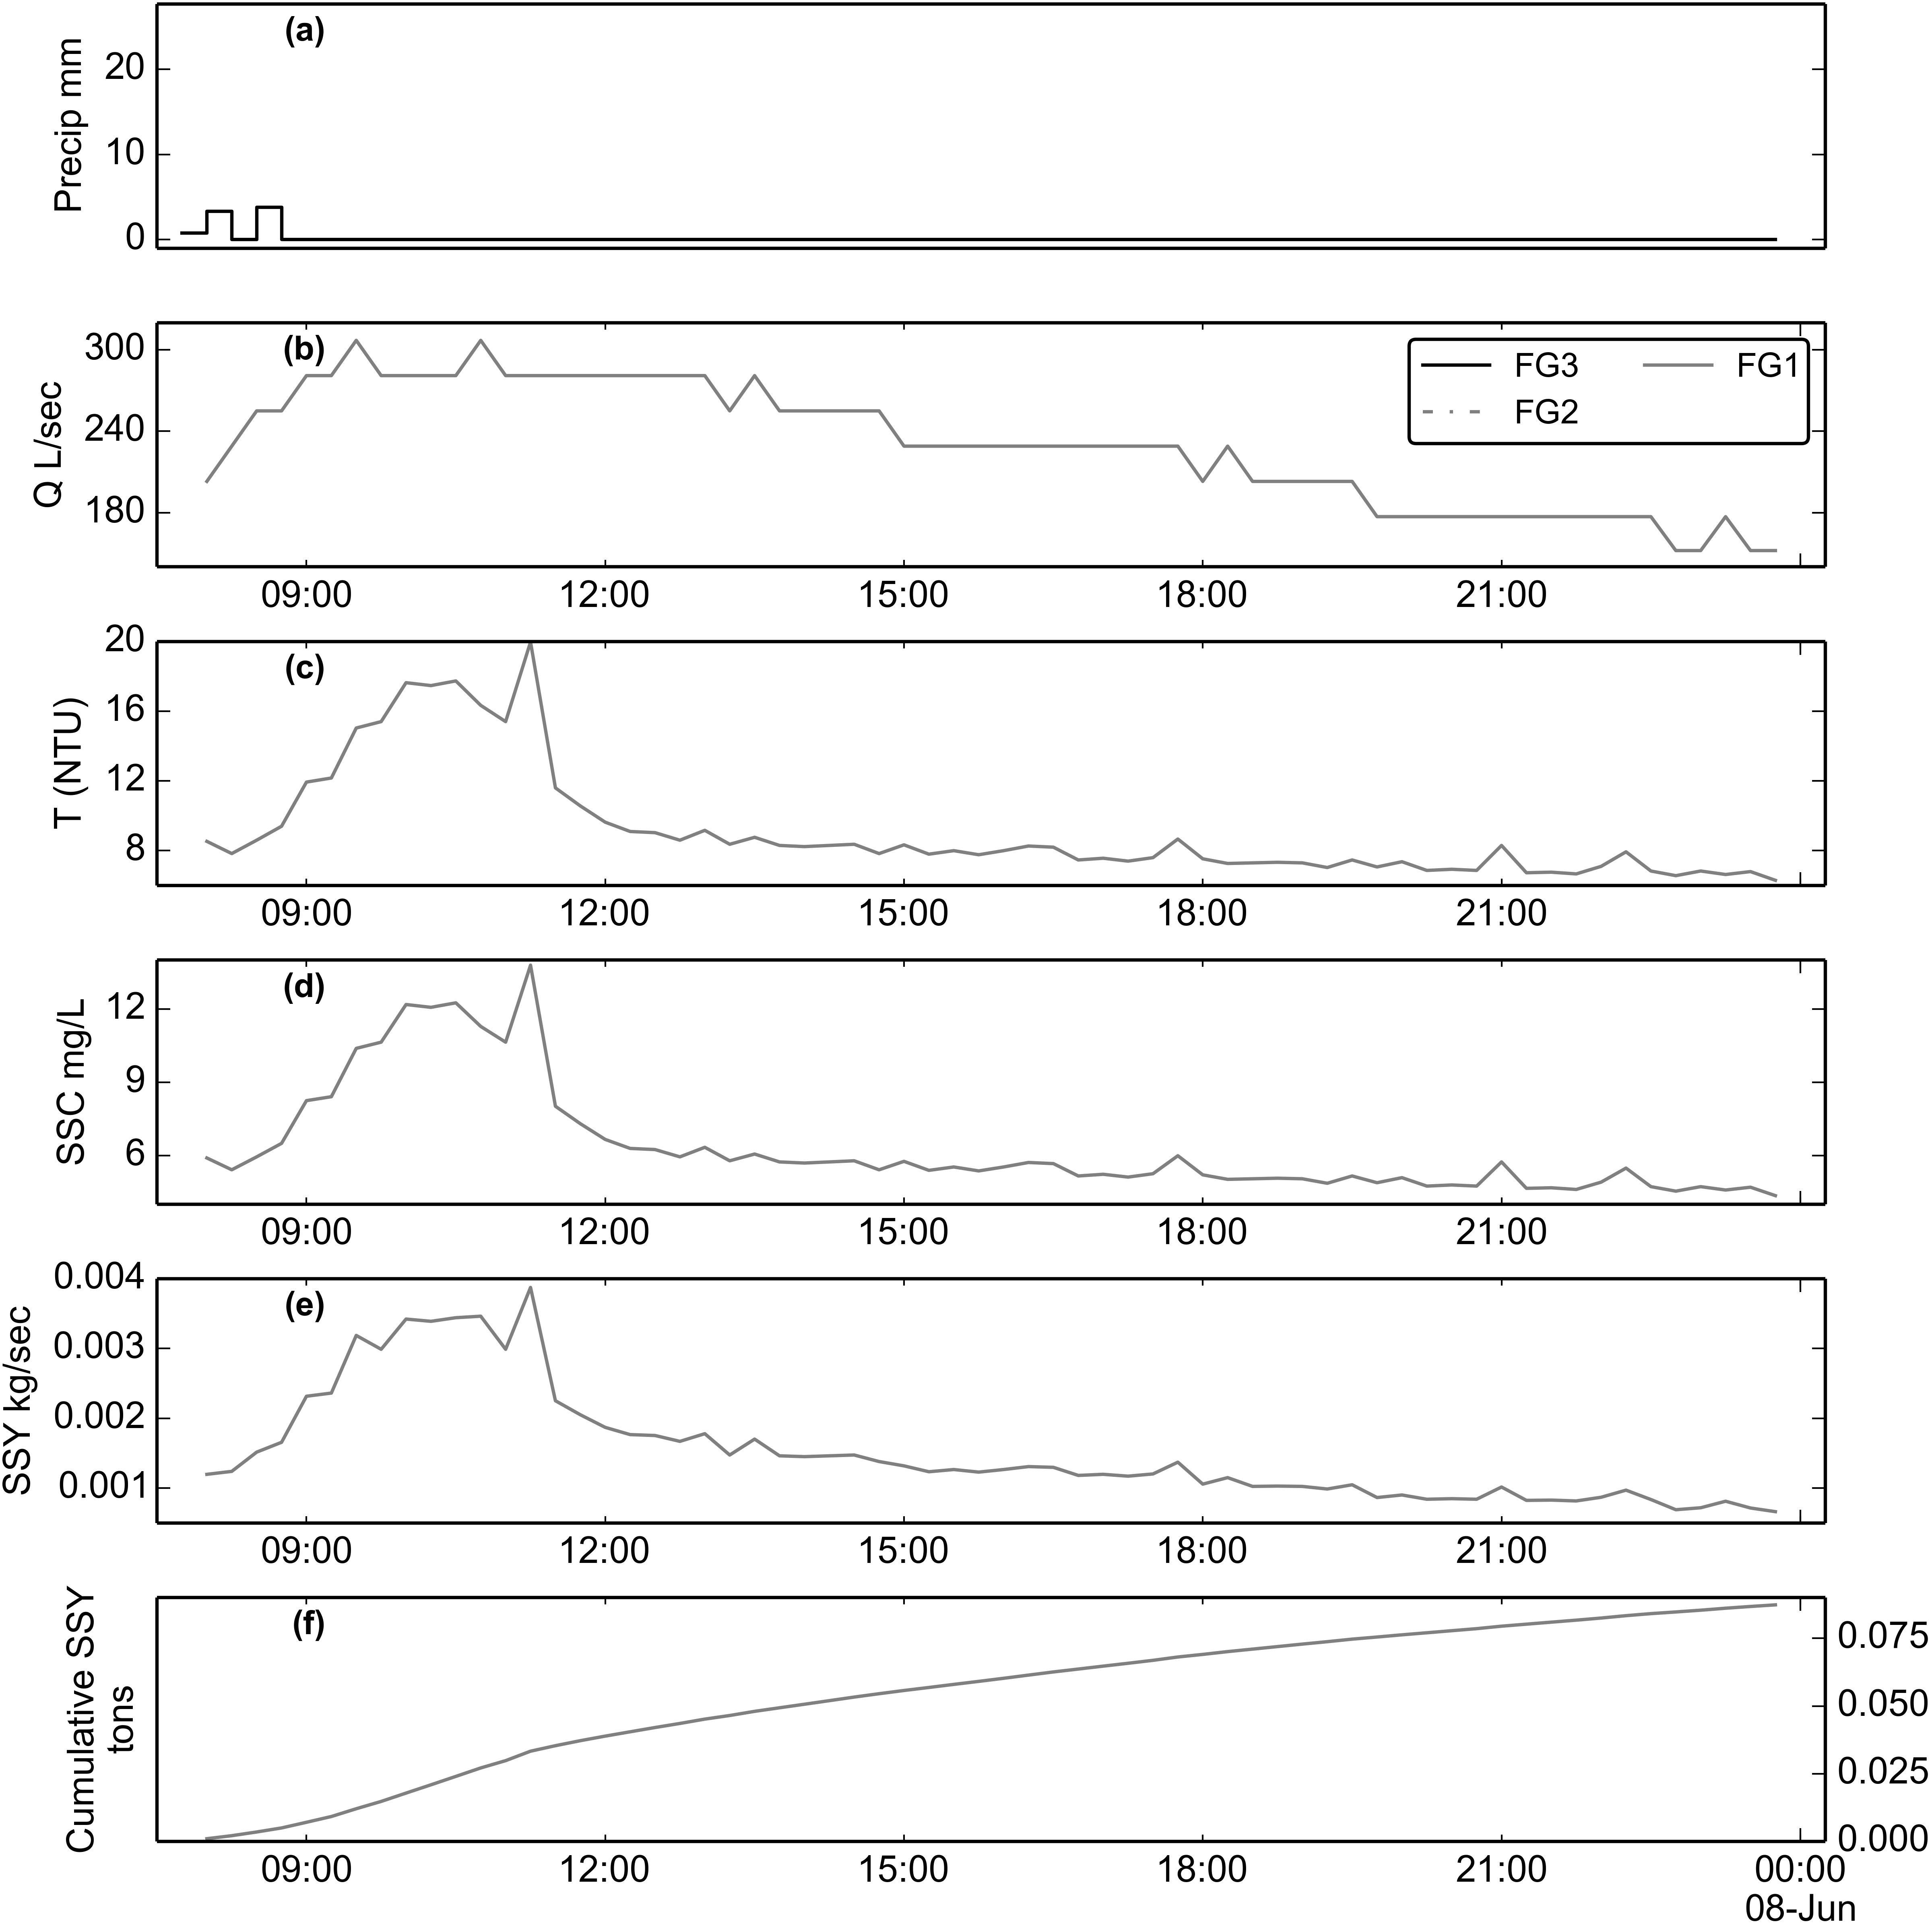 (a)
Precip mm
20
10
0
(b)
Q L/sec
300
240
180
FG3 FG1
FG2
09:00 12:00 15:00 18:00 21:00
(c)
T (NTU)
20
16
12
8
09:00 12:00 15:00 18:00 21:00
(d)
SSC mg/L
12
9
6
09:00 12:00 15:00 18:00 21:00
(e)
SSY kg/sec
0.004
0.003
0.002
0.001
09:00 12:00 15:00 18:00 21:00
(f)
Cumulative SSY
tons
0.075
0.050
0.025
0.000
09:00 12:00 15:00 18:00 21:00 00:00
08-Jun